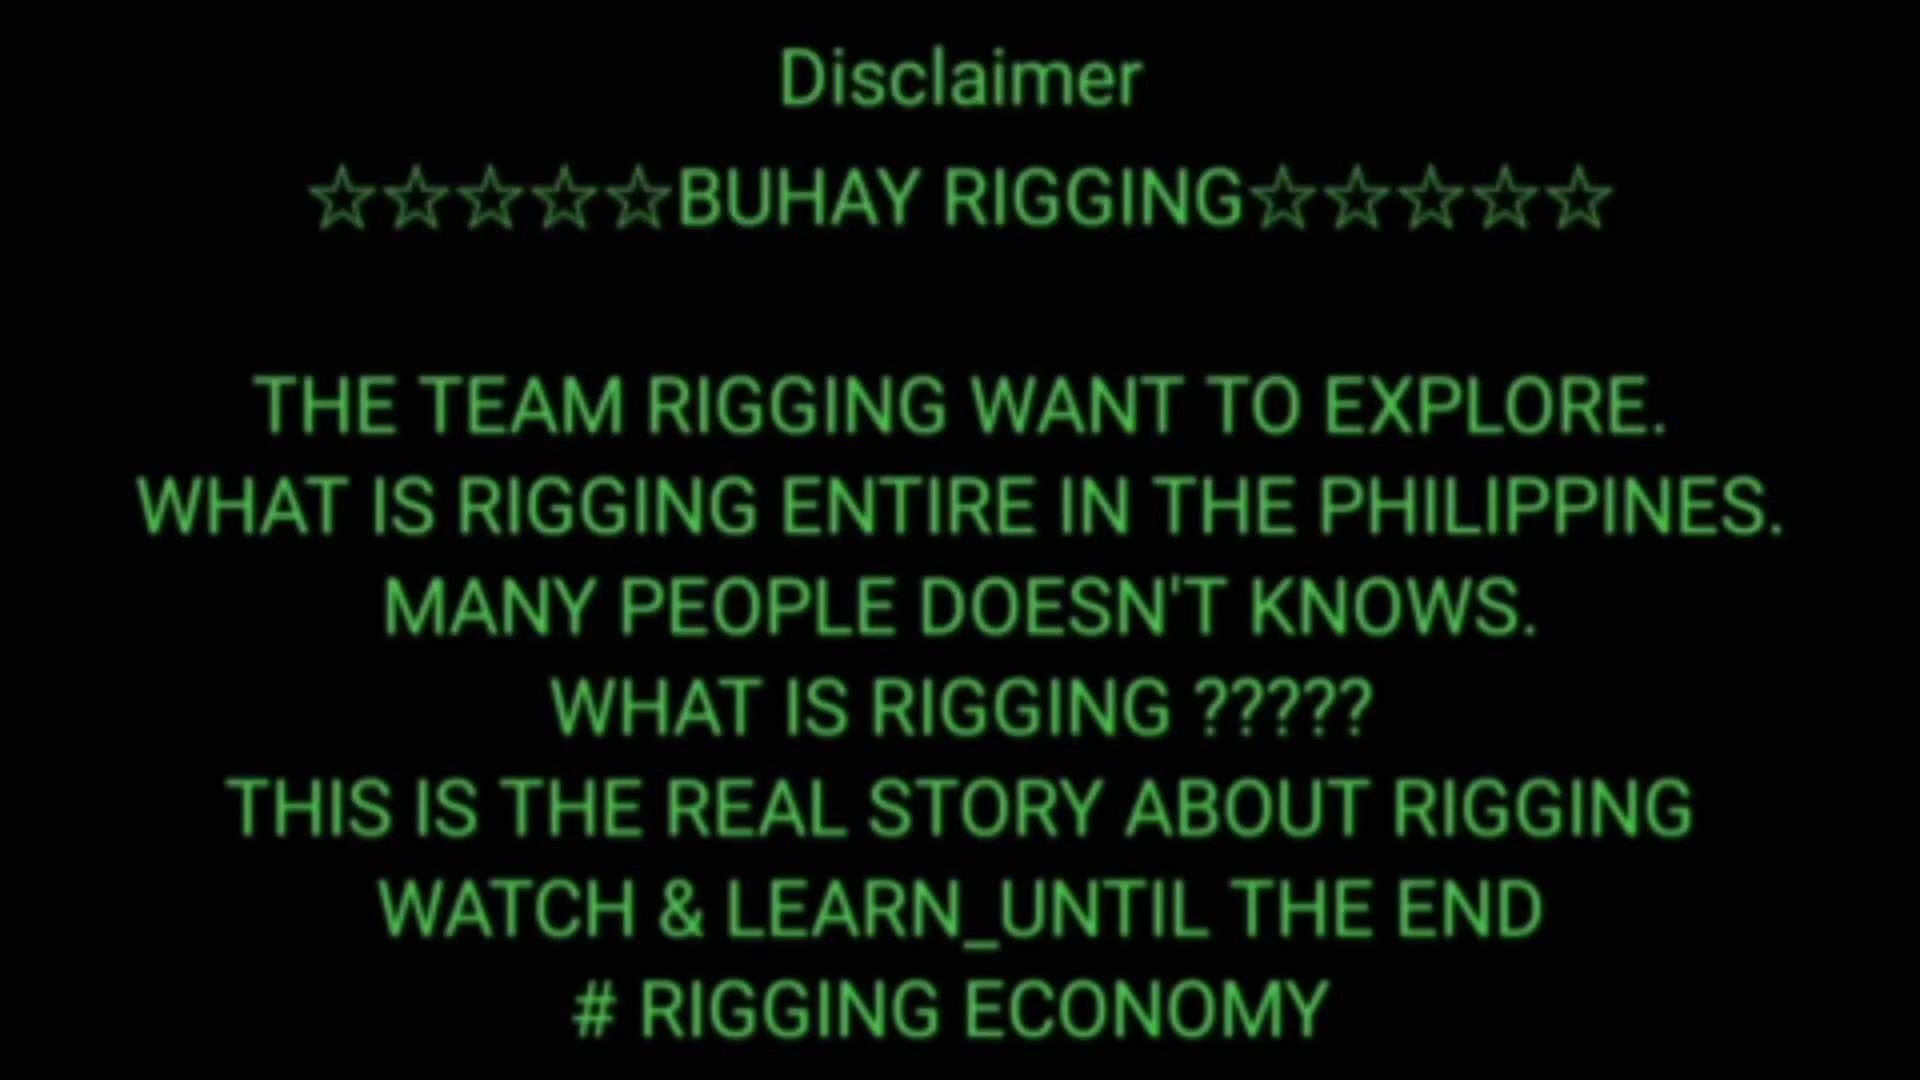 Disclaimer
☆☆☆☆☆BUHAY RIGGING☆☆☆☆☆
THE TEAM RIGGING WANT TO EXPLORE.
WHAT IS RIGGING ENTIRE IN THE PHILIPPINES.
MANY PEOPLE DOESN'T KNOWS.
WHAT IS RIGGING ?????
THIS IS THE REAL STORY ABOUT RIGGING
WATCH & LEARN_UNTIL THE END
# RIGGING ECONOMY